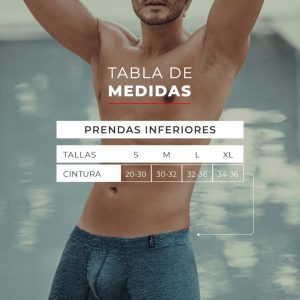 TABLA DE
MEDIDAS
PRENDAS INFERIORES
TALLAS S M L XL
CINTURA 20-30 30-32 32-36 34-36